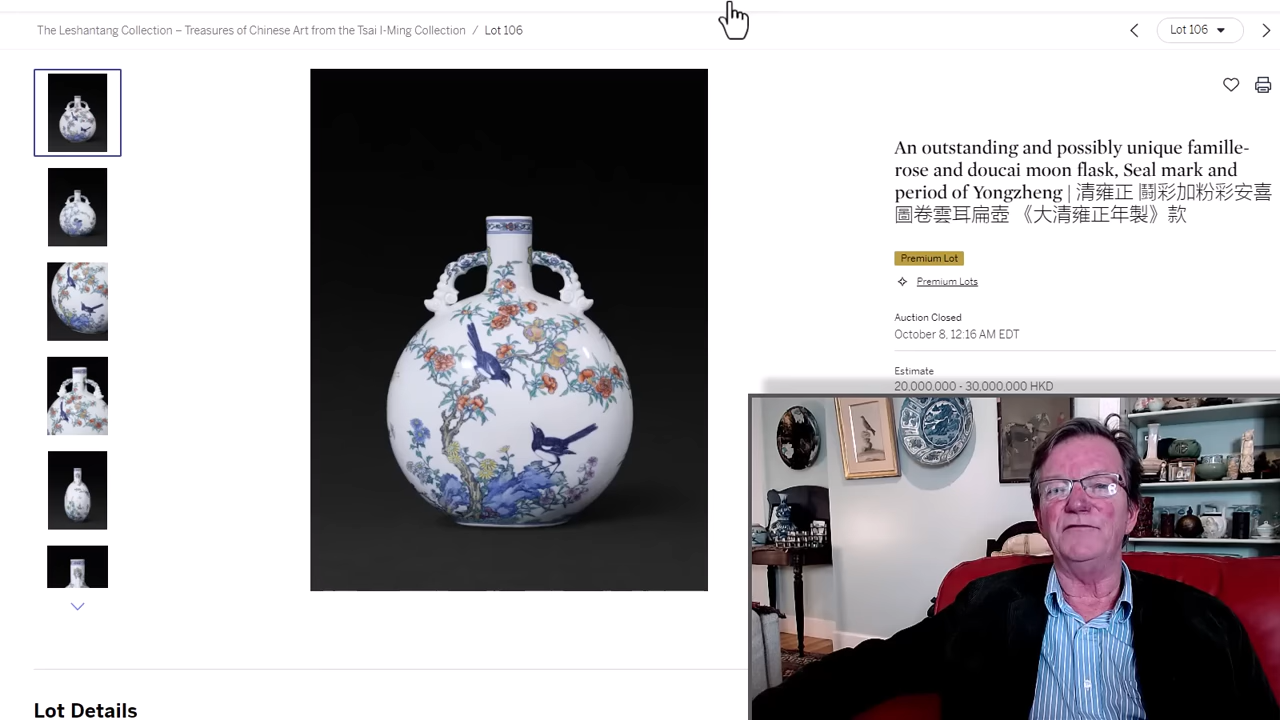 The Leshantang Collection – Treasures of Chinese Art from the Tsai I-Ming Collection / Lot 106
Lot 106
An outstanding and possibly unique famille-
rose and doucai moon flask, Seal mark and
period of Yongzheng | 清雍正 鬪彩加粉彩安喜
圖卷雲耳扁壺 《大清雍正年製》款
Premium Lot
Premium Lots
Auction Closed
October 8, 12:16 AM EDT
Estimate
20,000,000 - 30,000,000 HKD
Lot Details